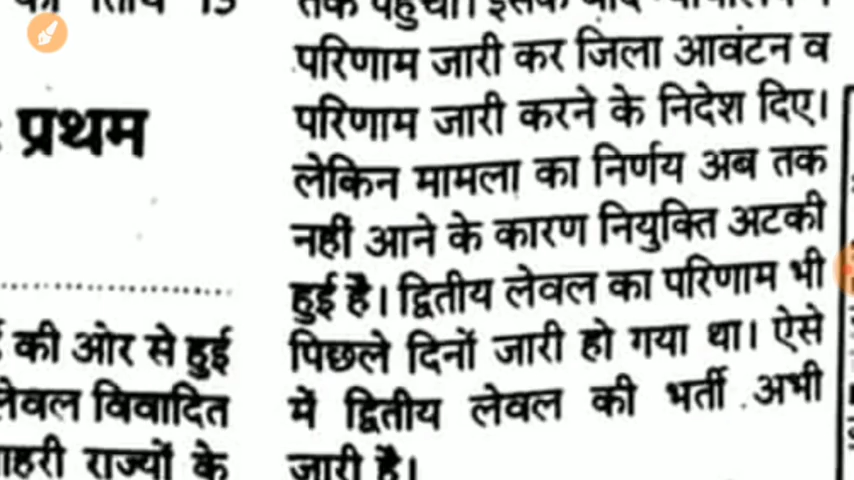 प्रथम
की ओर से हुई
लेवल विवादित
राज्यों के
परिणाम जारी कर जिला आवंटन व
परिणाम जारी करने के निदेश दिए।
लेकिन मामला का निर्णय अब तक
नहीं आने के कारण नियुक्ति अटकी
हुई है। द्वितीय लेवल का परिणाम भी
पिछले दिनों जारी हो गया था। ऐसे
में द्वितीय लेवल की भर्ती अभी
जारी है।